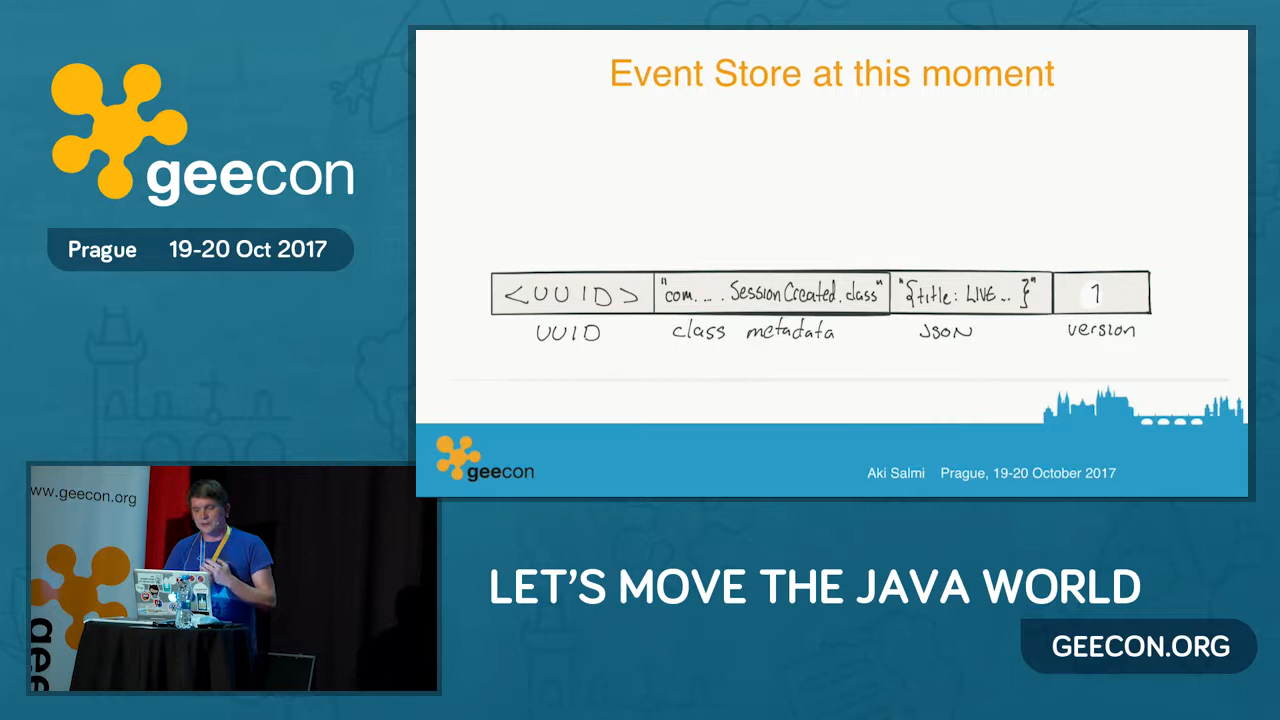 geecon
Prague 19-20 Oct 2017
Event Store at this moment
<UUID> "com. ... . SessionCreated.class" "{title: LIVE... }" 1
UUID class metadata JSON version
geecon
Aki Salmi Prague, 19-20 October 2017
www.geecon.org
gee
LET'S MOVE THE JAVA WORLD
GEECON.ORG